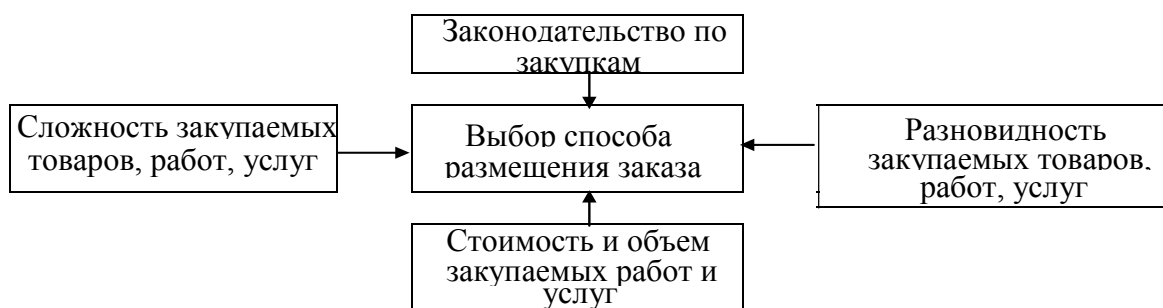 Законодательство по
закупкам
Сложность закупаемых
товаров, работ, услуг
Выбор способа
размещения заказа
Разновидность
закупаемых товаров,
работ, услуг
Стоимость и объем
закупаемых работ и
услуг